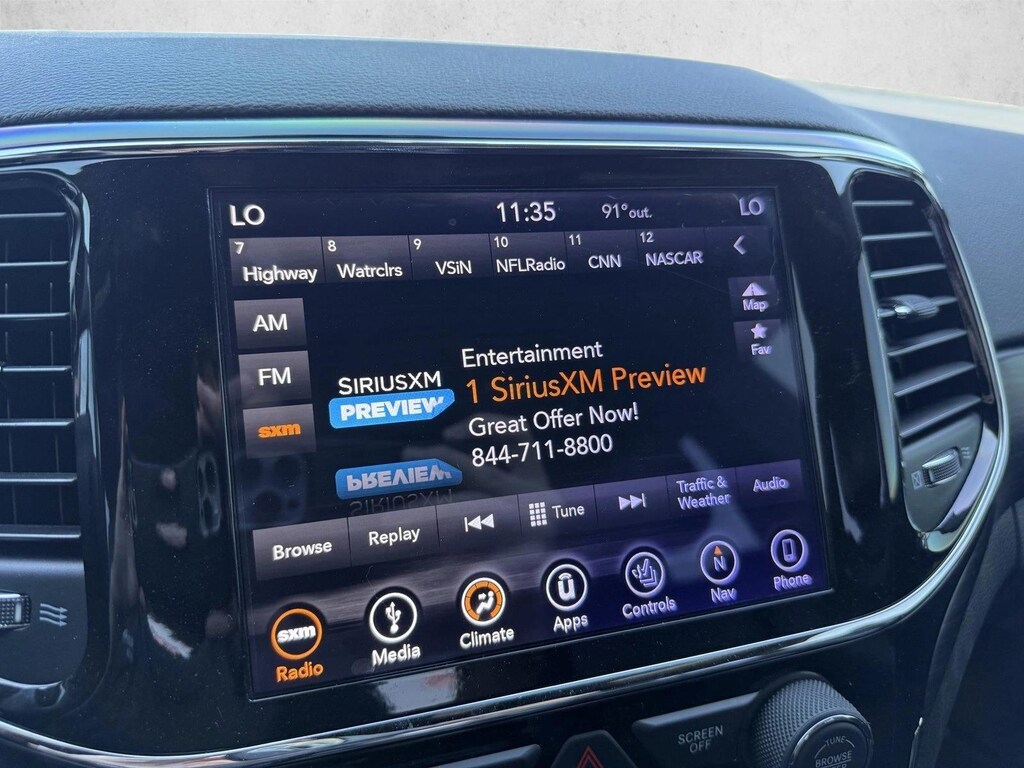 LO 11:35 91°out. LO
7 Highway 8 Watrclrs 9 VSiN 10 NFLRadio 11 CNN 12 NASCAR
AM
FM
sxm
SIRIUSXM
PREVIEW
Entertainment
1 SiriusXM Preview
Great Offer Now!
844-711-8800
Map
Fav
PREVIEW
SIRIUSXM
Browse Replay Tune Traffic &
Weather Audio
sxm
Radio Media Climate Apps Controls N
Nav Phone
SCREEN
OFF
TUNE
BROWSE